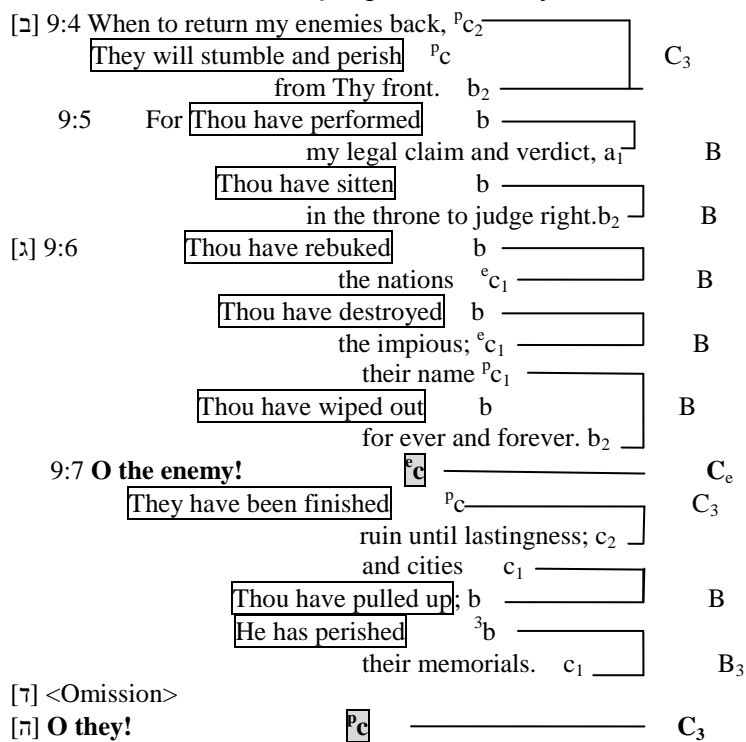 [ב] 9:4 When to return my enemies back, ᵖc₂
They will stumble and perish ᵖc C₃
from Thy front. b₂
9:5 For Thou have performed b
my legal claim and verdict, a₁ B
Thou have sitten b
in the throne to judge right.b₂ B
[ג] 9:6 Thou have rebuked b
the nations ᵉc₁ B
Thou have destroyed b
the impious; ᵉc₁ B
their name ᵖc₁
Thou have wiped out b B
for ever and forever. b₂
9:7 O the enemy! ᵉc Cₑ
They have been finished ᵖc C₃
ruin until lastingness; c₂
and cities c₁
Thou have pulled up; b B
He has perished ³b
their memorials. c₁ B₃
[ד] <Omission>
[ה] O they! ᵖc C₃